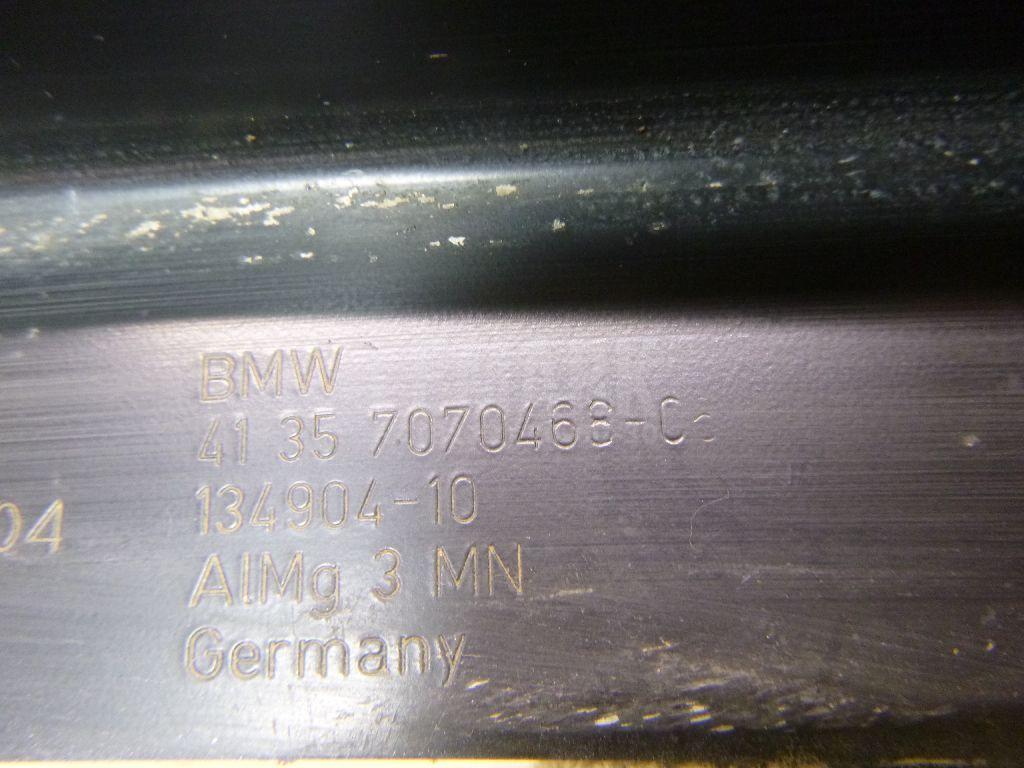 BMW
41 35 7070468-C
134904-10
04
AlMg 3 MN
Germany